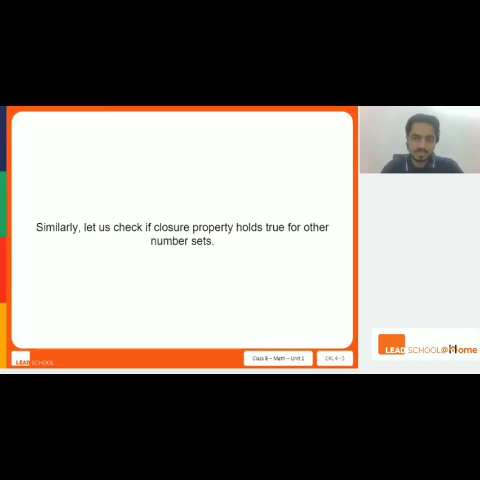 Similarly, let us check if closure property holds true for other
number sets.
LEAD SCHOOL
Class 8 – Math – Unit 1
LEAD SCHOOL@Home